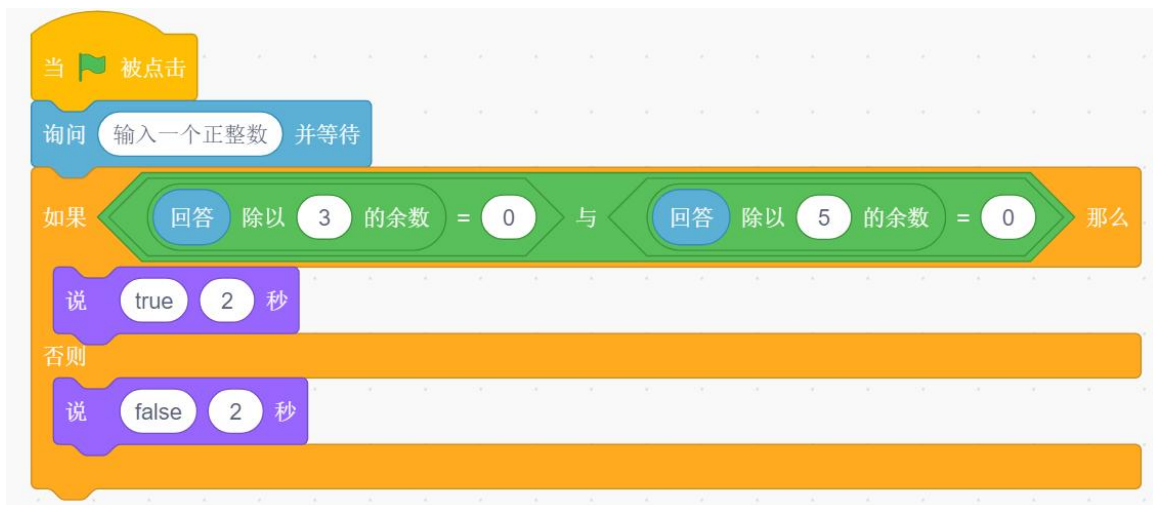 当 被点击
询问 输入一个正整数 并等待
如果 回答 除以 3 的余数 = 0 与 回答 除以 5 的余数 = 0 那么
说 true 2 秒
否则
说 false 2 秒